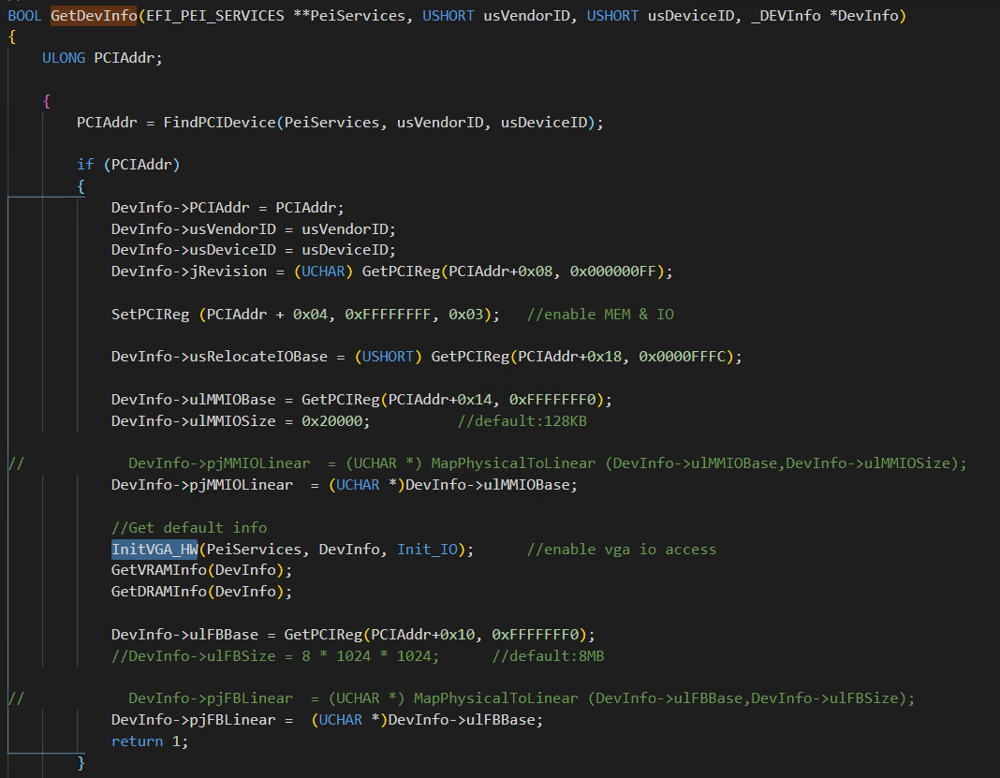 BOOL GetDevInfo(EFI_PEI_SERVICES **PeiServices, USHORT usVendorID, USHORT usDeviceID, _DEVInfo *DevInfo)
{
    ULONG PCIAddr;
    {
        PCIAddr = FindPCIDevice(PeiServices, usVendorID, usDeviceID);
        if (PCIAddr)
        {
            DevInfo->PCIAddr = PCIAddr;
            DevInfo->usVendorID = usVendorID;
            DevInfo->usDeviceID = usDeviceID;
            DevInfo->jRevision = (UCHAR) GetPCIReg(PCIAddr+0x08, 0x000000FF);
            SetPCIReg (PCIAddr + 0x04, 0xFFFFFFFF, 0x03);   //enable MEM & IO
            DevInfo->usRelocateIOBase = (USHORT) GetPCIReg(PCIAddr+0x18, 0x0000FFFC);
            DevInfo->ulMMIOBase = GetPCIReg(PCIAddr+0x14, 0xFFFFFFF0);
            DevInfo->ulMMIOSize = 0x20000;          //default:128KB
//            DevInfo->pjMMIOLinear  = (UCHAR *) MapPhysicalToLinear (DevInfo->ulMMIOBase,DevInfo->ulMMIOSize);
            DevInfo->pjMMIOLinear  = (UCHAR *)DevInfo->ulMMIOBase;
            //Get default info
            InitVGA_HW(PeiServices, DevInfo, Init_IO);      //enable vga io access
            GetVRAMInfo(DevInfo);
            GetDRAMInfo(DevInfo);
            DevInfo->ulFBBase = GetPCIReg(PCIAddr+0x10, 0xFFFFFFF0);
            //DevInfo->ulFBSize = 8 * 1024 * 1024;      //default:8MB
//            DevInfo->pjFBLinear  = (UCHAR *) MapPhysicalToLinear (DevInfo->ulFBBase,DevInfo->ulFBSize);
            DevInfo->pjFBLinear =  (UCHAR *)DevInfo->ulFBBase;
            return 1;
        }